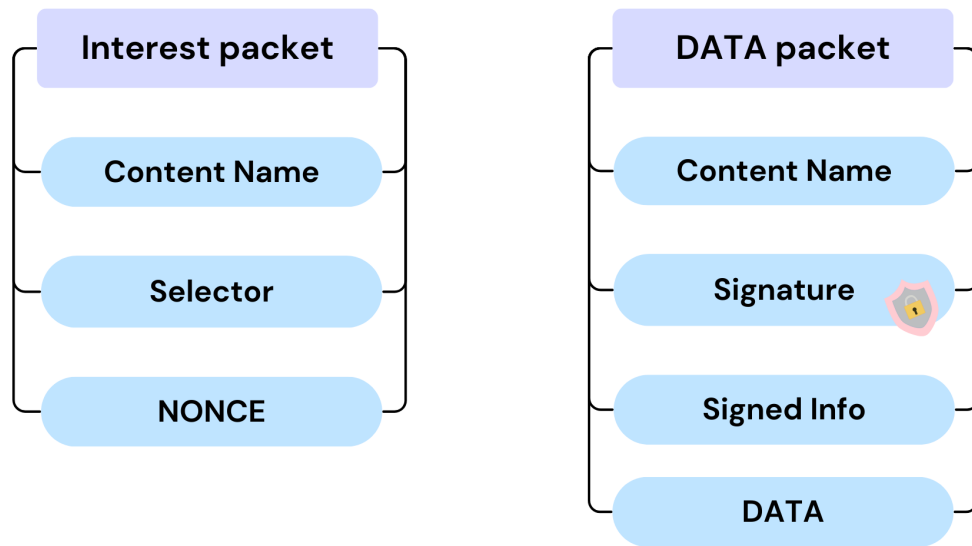 Interest packet
Content Name
Selector
NONCE
DATA packet
Content Name
Signature
Signed Info
DATA